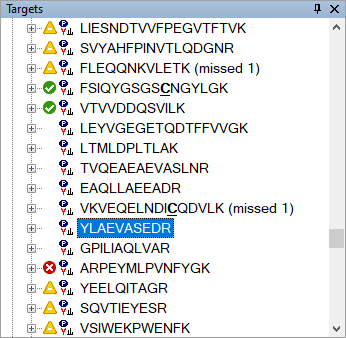 Targets
LIESNDTVVFPEGVTFTVK
SVYAHFPINVTLQDGNR
FLEQQNKVLETK (missed 1)
FSIQYGSGSCNGYLGK
VTVVDDQSVILK
LEYVGEGETQDTFFVVGK
LTMLDPLTLAK
TVQEAEAEVASLNR
EAQLLAEEADR
VKVEQELNDICQDVLK (missed 1)
YLAEVASEDR
GPILIAQLVAR
ARPEYMLPVNFYGK
YEELQITAGR
SQVTIEYESR
VSIWEKPWENFK